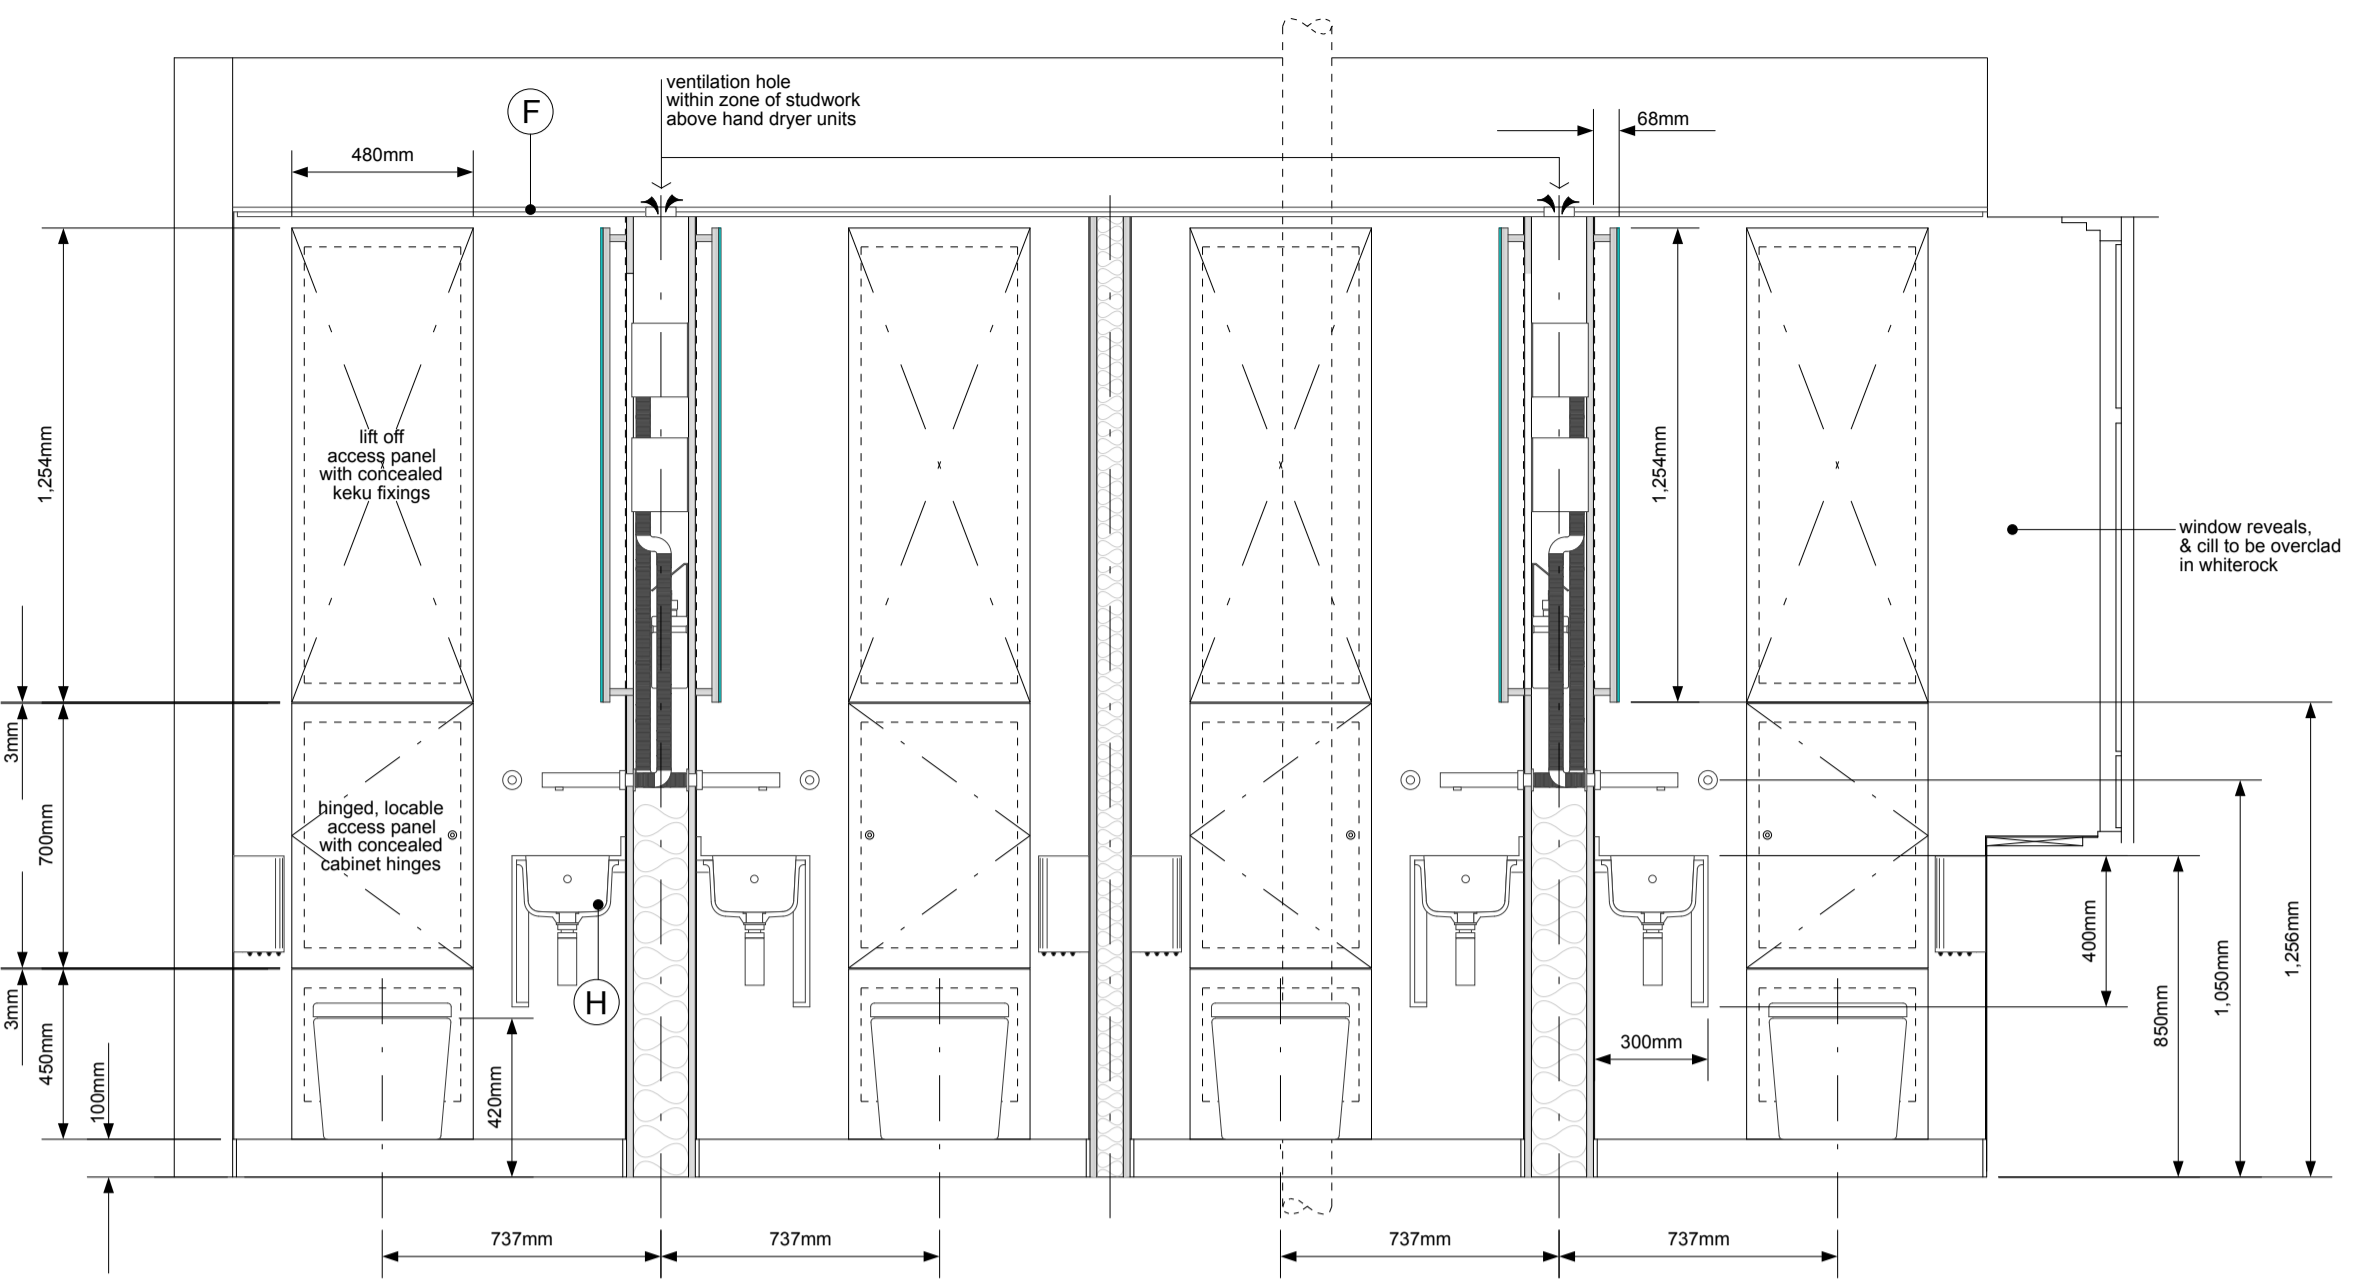 ventilation hole
within zone of studwork
above hand dryer units
F
68mm
480mm
1,254mm
lift off
access panel
with concealed
keku fixings
1,254mm
window reveals,
& cill to be overclad
in whiterock
3mm
700mm
hinged, locable
access panel
with concealed
cabinet hinges
H
3mm
450mm
100mm
420mm
300mm
400mm
850mm
1,050mm
1,256mm
737mm
737mm
737mm
737mm